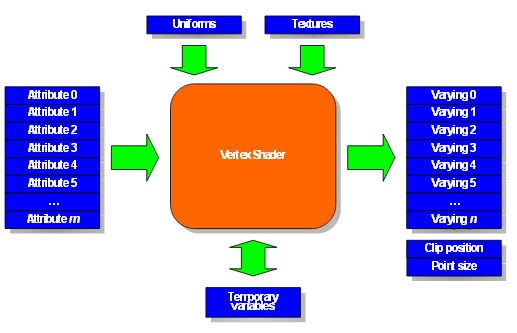 Uniforms
Textures
Attribute 0
Attribute 1
Attribute 2
Attribute 3
Attribute 4
Attribute 5
…
Attribute m
Vertex Shader
Varying 0
Varying 1
Varying 2
Varying 3
Varying 4
Varying 5
…
Varying n
Clip position
Point size
Temporary
variables